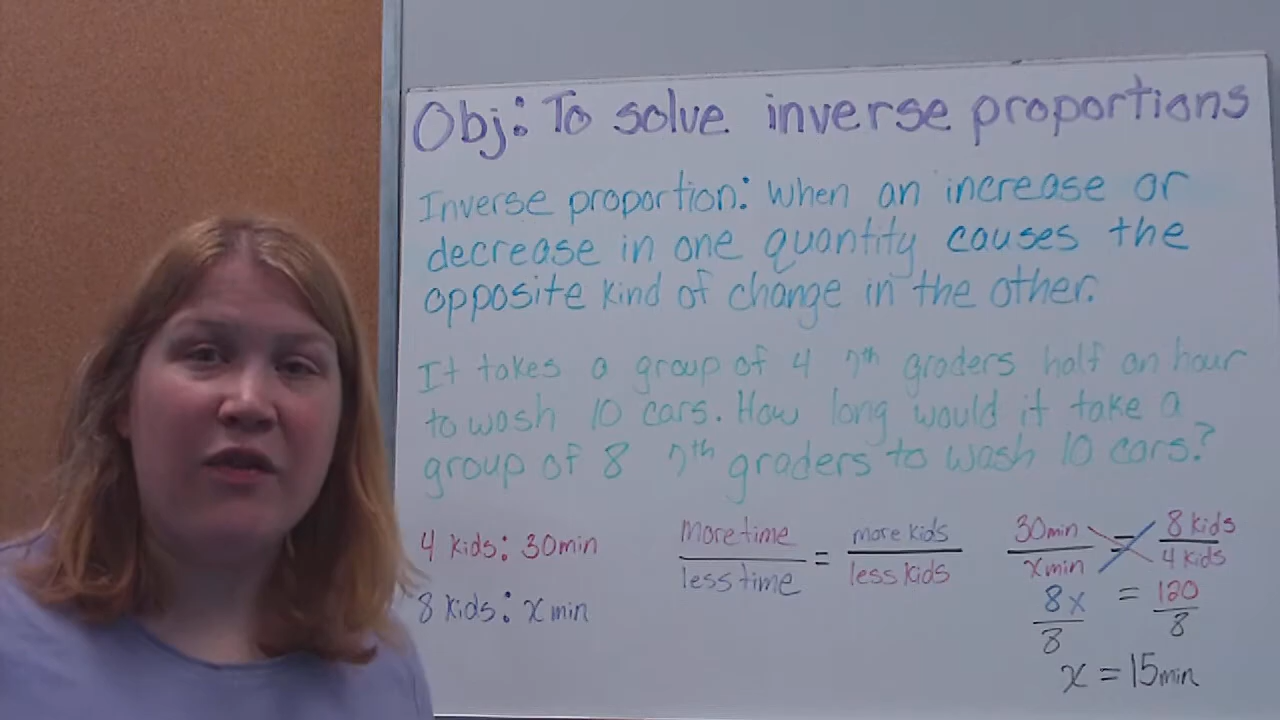 Obj: To solve inverse proportions
Inverse proportion: When an increase or
decrease in one quantity causes the
opposite kind of change in the other.
It takes a group of 4 7th graders half an hour
to wash 10 cars. How long would it take a
group of 8 7th graders to wash 10 cars?
4 kids: 30min
8 kids: x min
more time / less time = more kids / less kids
30min / x min = 8 kids / 4 kids
8x / 8 = 120 / 8
x = 15min